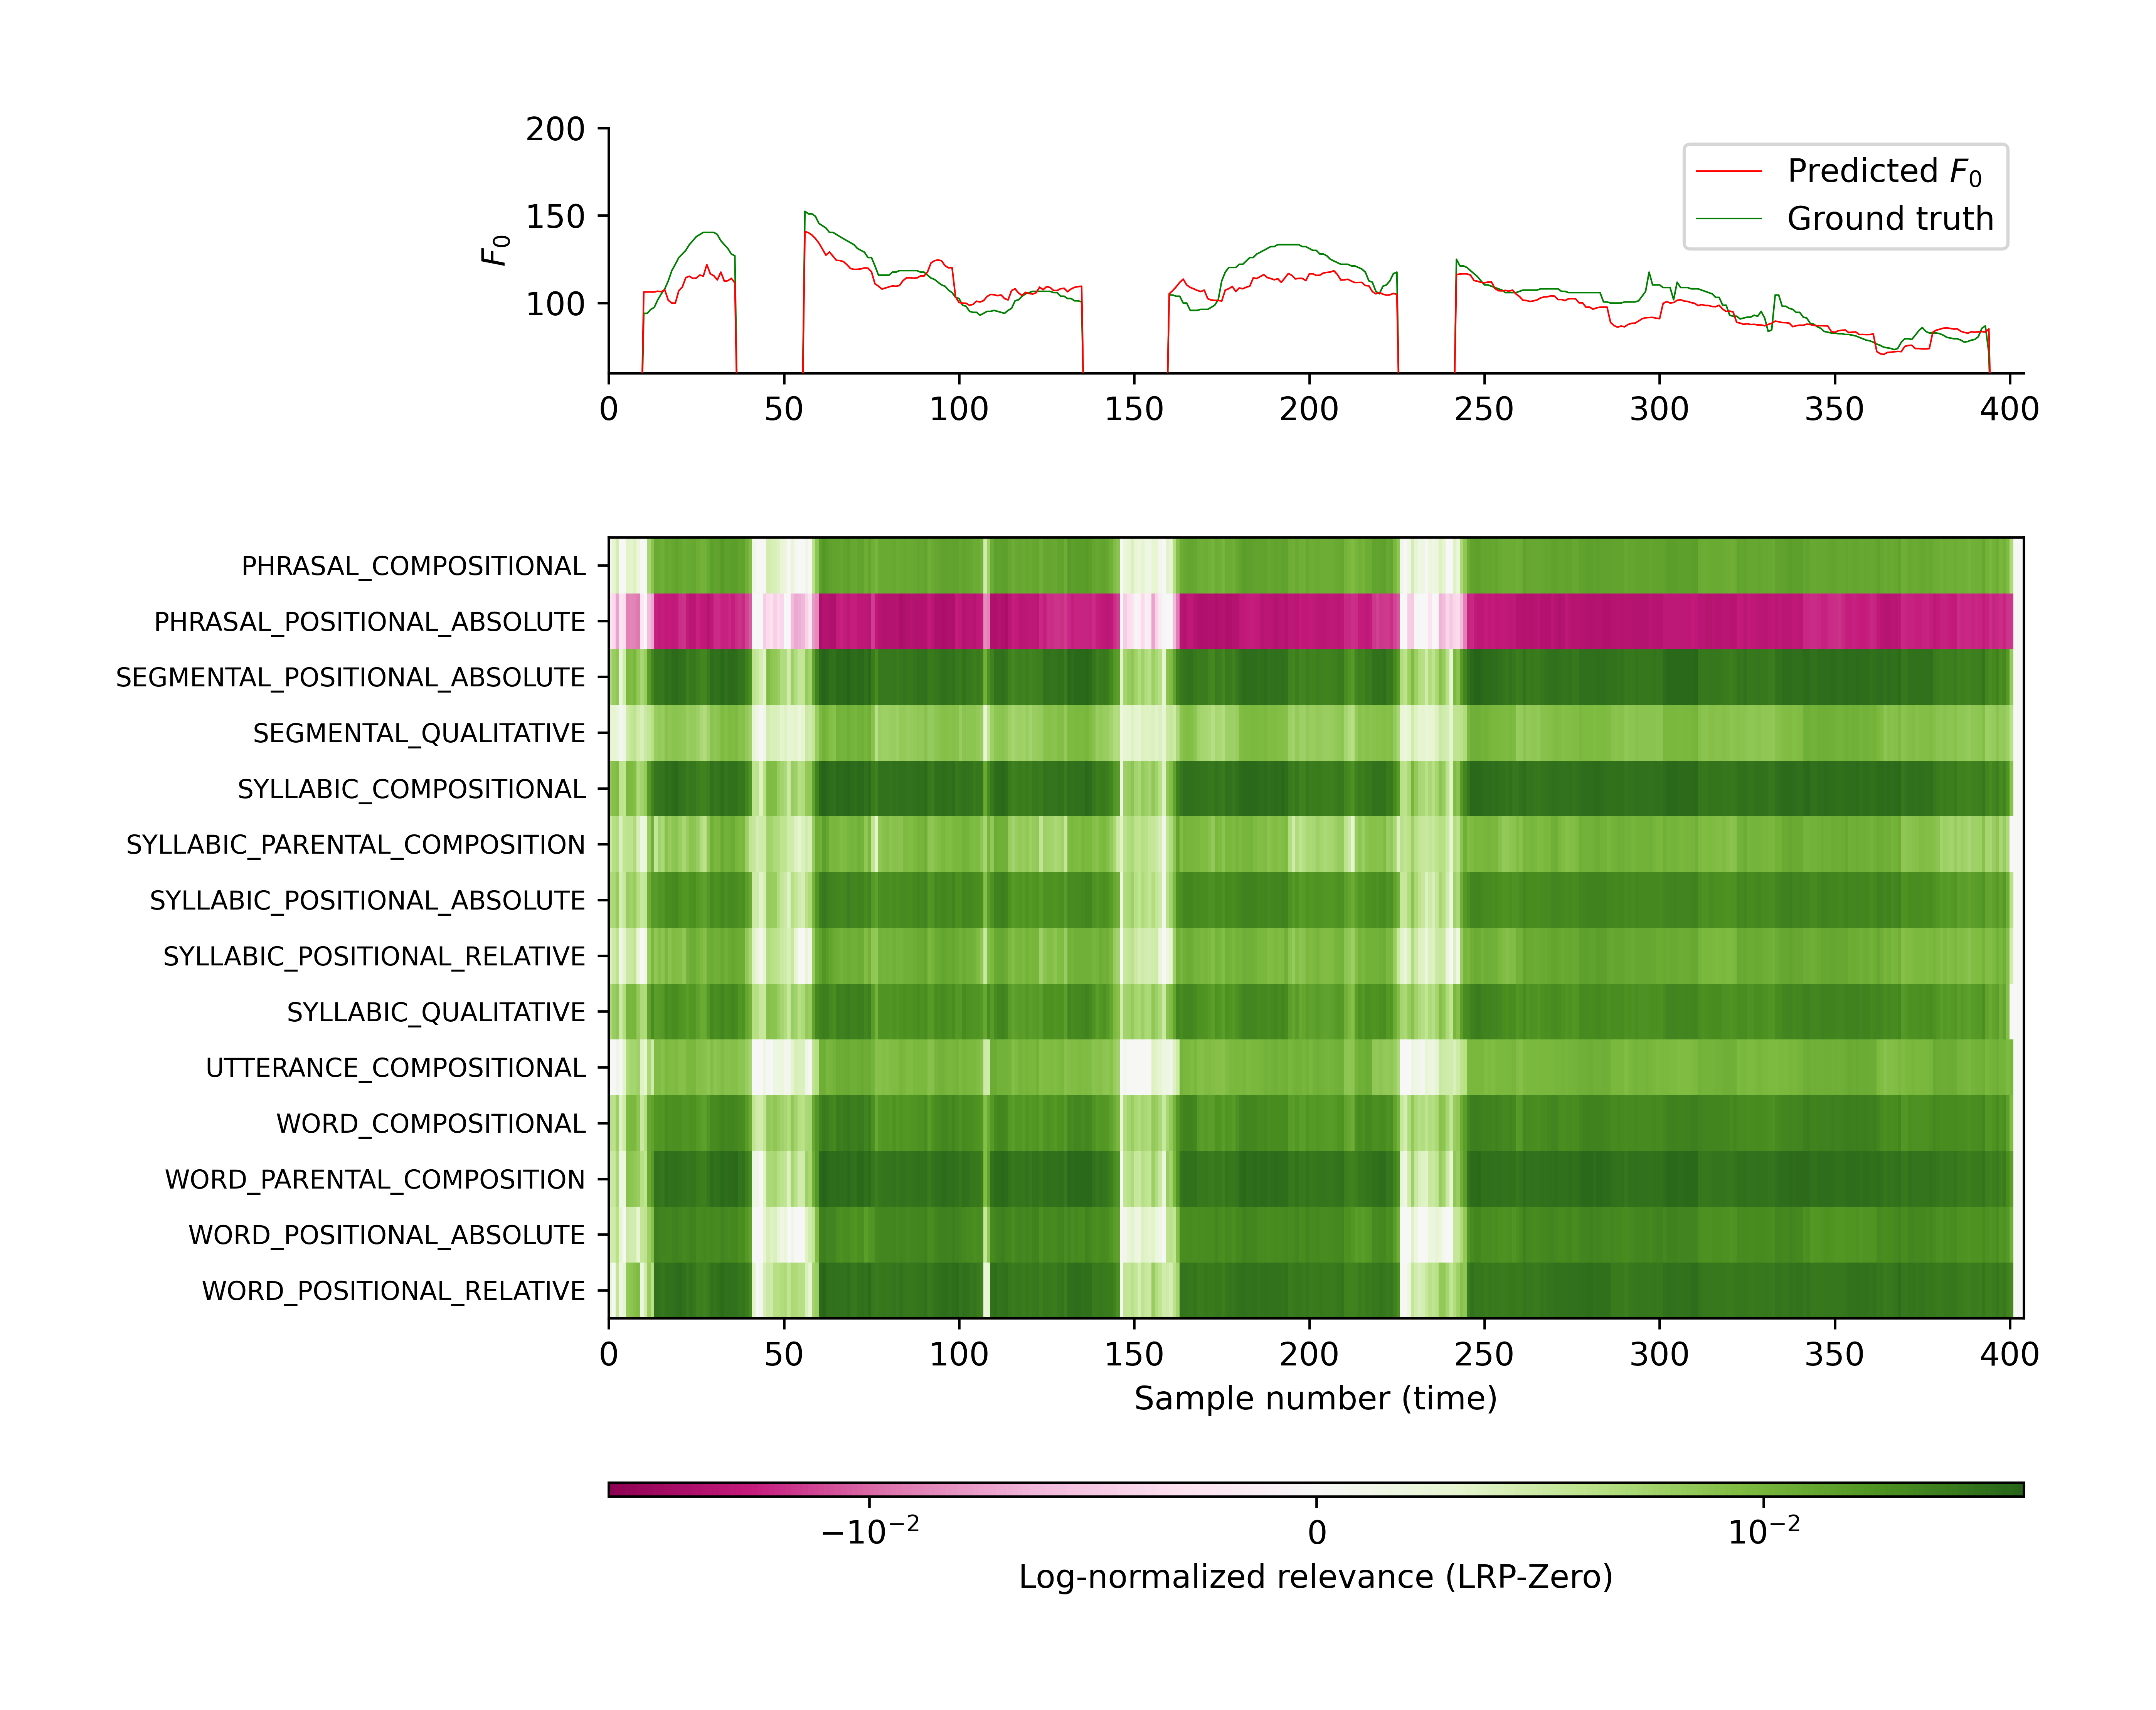 200
150
100
F₀
Predicted F₀
Ground truth
0 50 100 150 200 250 300 350 400
PHRASAL_COMPOSITIONAL
PHRASAL_POSITIONAL_ABSOLUTE
SEGMENTAL_POSITIONAL_ABSOLUTE
SEGMENTAL_QUALITATIVE
SYLLABIC_COMPOSITIONAL
SYLLABIC_PARENTAL_COMPOSITION
SYLLABIC_POSITIONAL_ABSOLUTE
SYLLABIC_POSITIONAL_RELATIVE
SYLLABIC_QUALITATIVE
UTTERANCE_COMPOSITIONAL
WORD_COMPOSITIONAL
WORD_PARENTAL_COMPOSITION
WORD_POSITIONAL_ABSOLUTE
WORD_POSITIONAL_RELATIVE
0 50 100 150 200 250 300 350 400
Sample number (time)
−10⁻² 0 10⁻²
Log-normalized relevance (LRP-Zero)